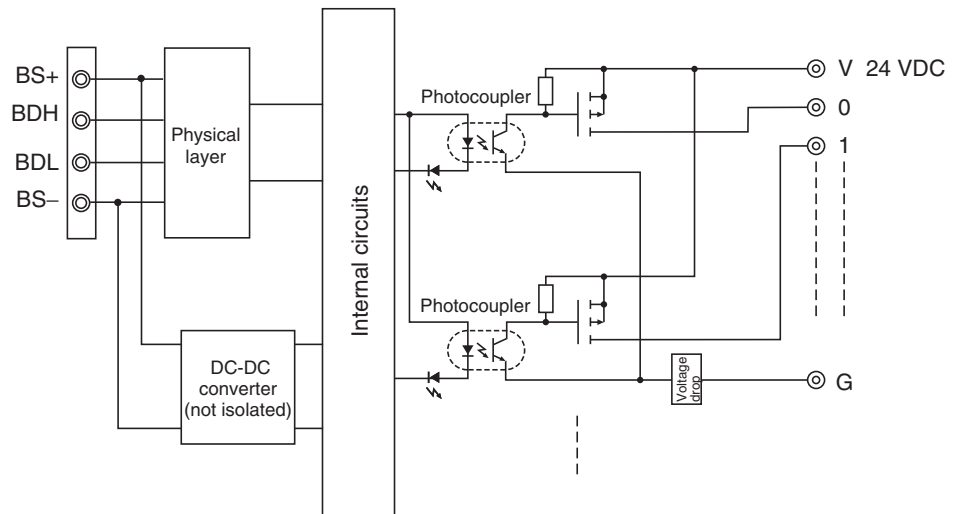 BS+
BDH
BDL
BS−
Physical
layer
DC-DC
converter
(not isolated)
Internal circuits
Photocoupler
Photocoupler
V 24 VDC
0
1
Voltage
drop
G